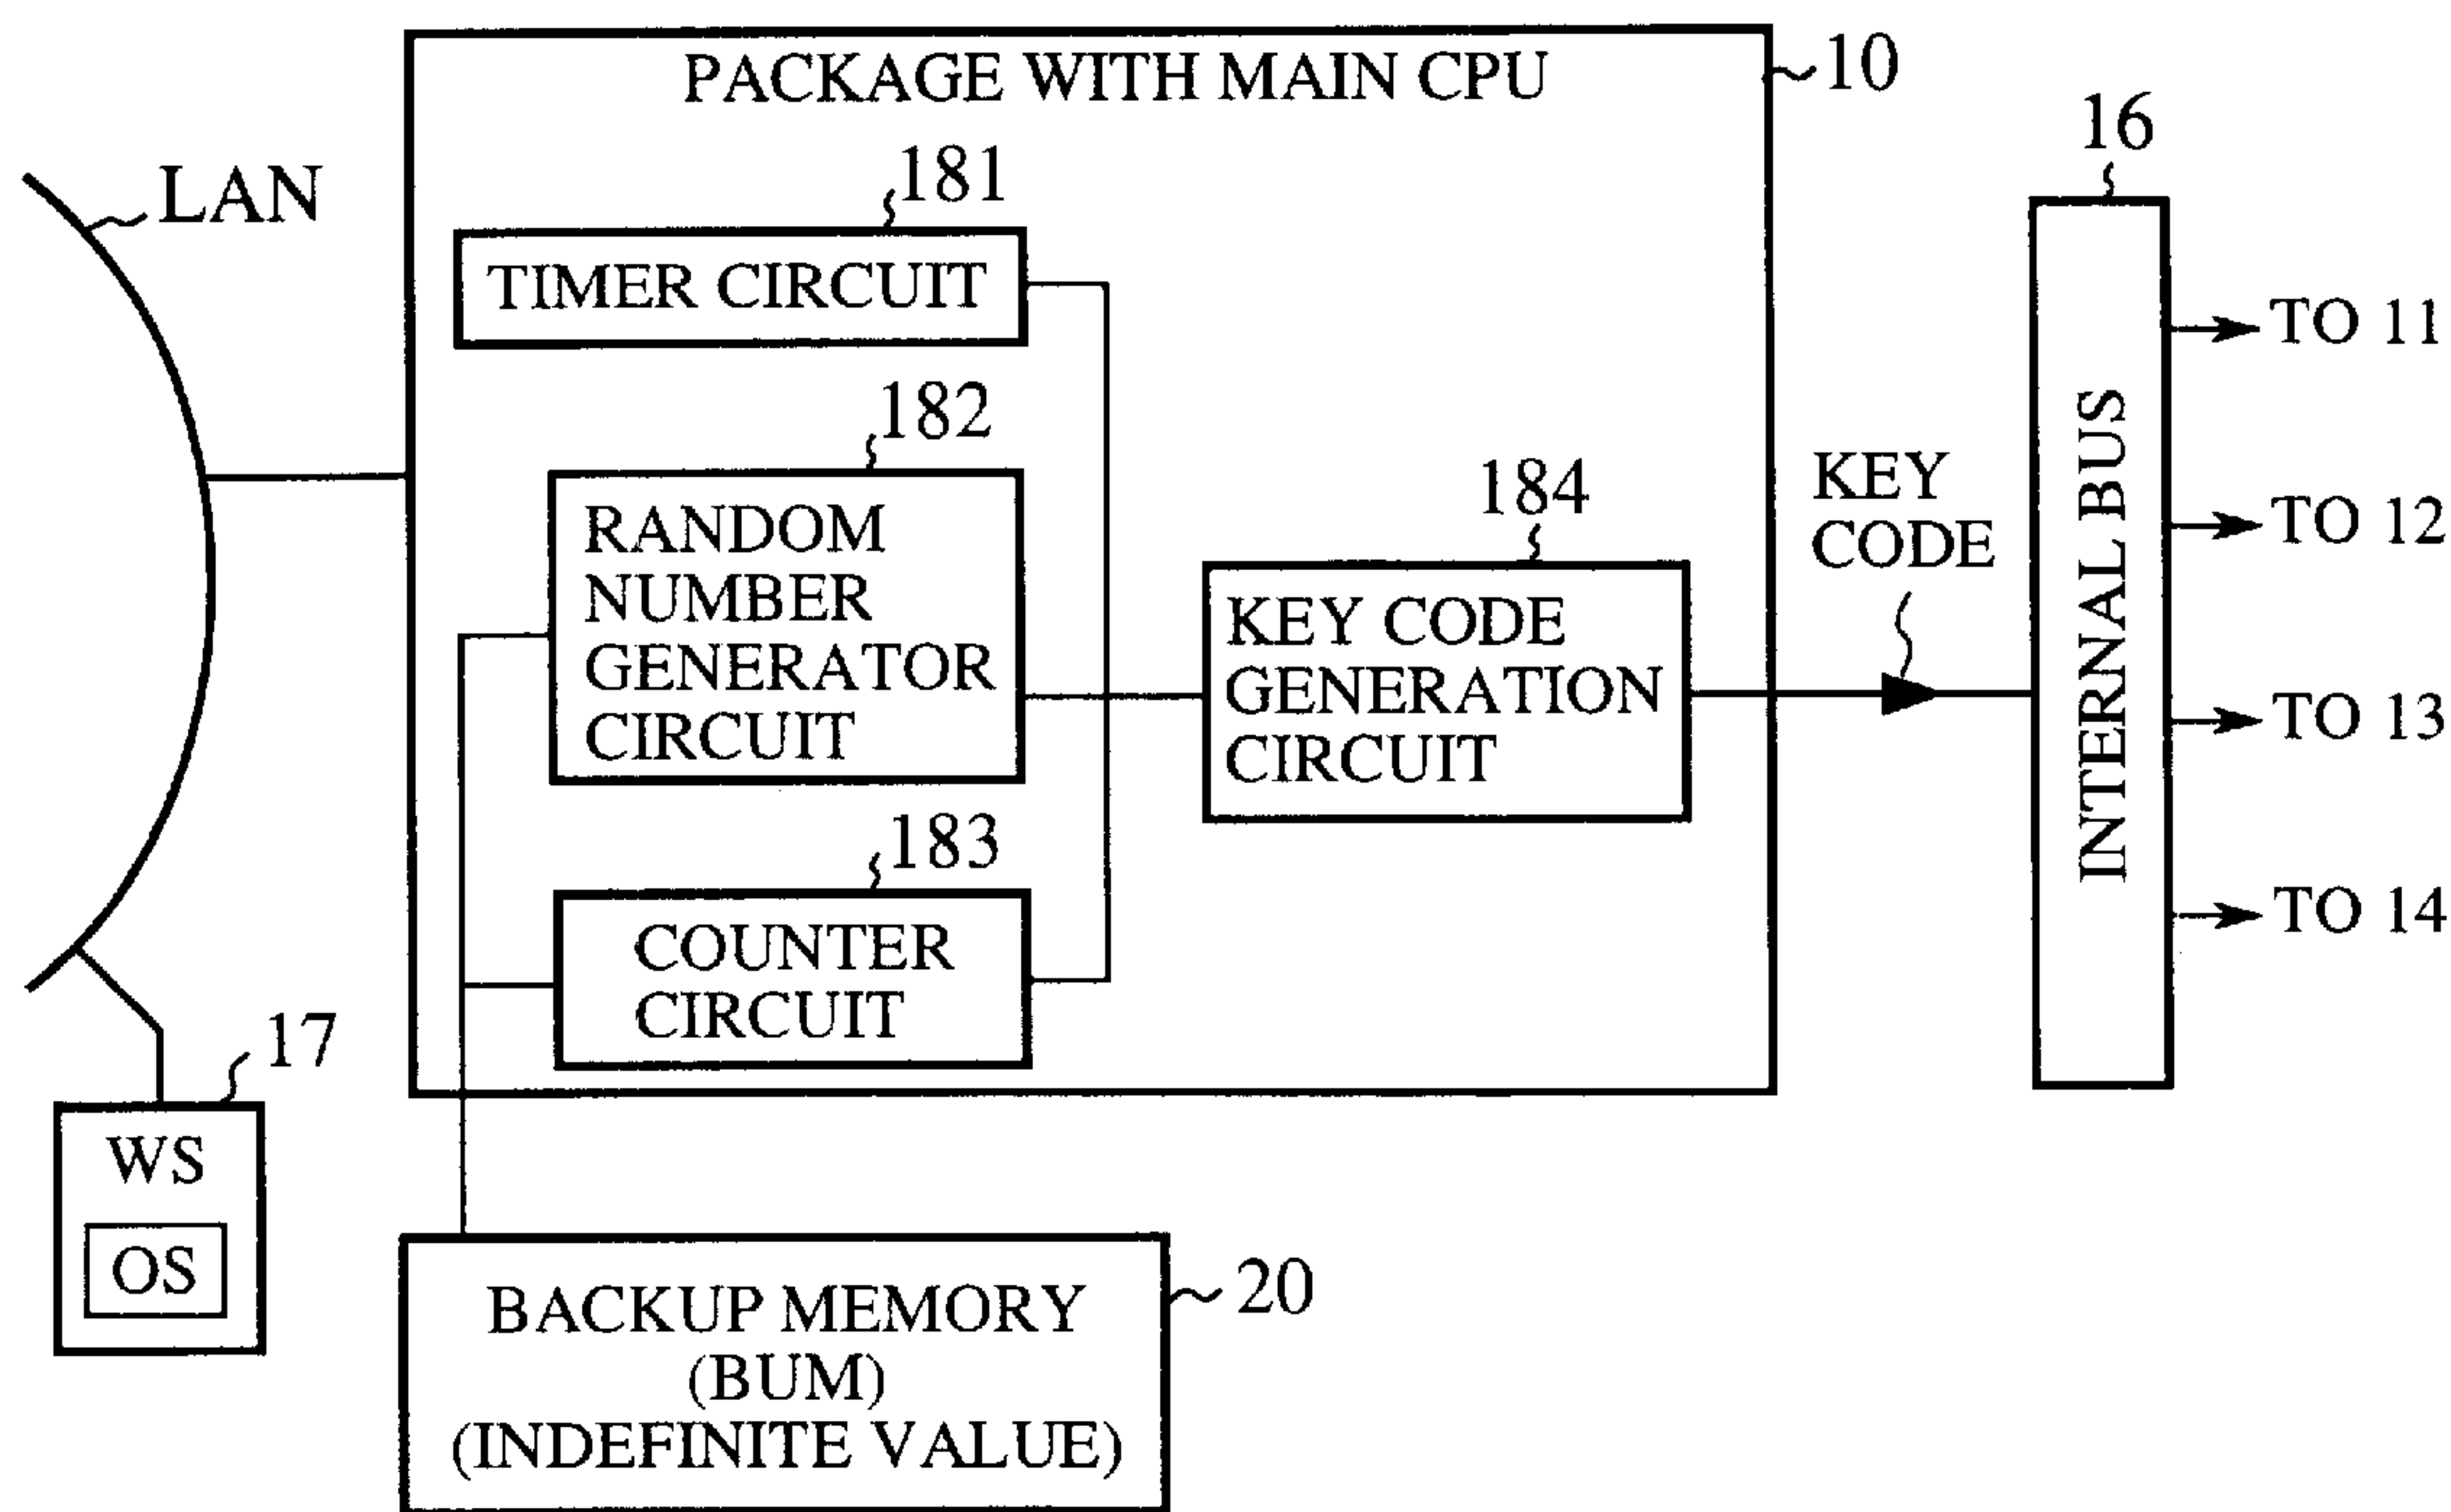 PACKAGE WITH MAIN CPU
10
16
LAN
181
TIMER CIRCUIT
TO 11
182
RANDOM
NUMBER
GENERATOR
CIRCUIT
184
KEY CODE
GENERATION
CIRCUIT
KEY
CODE
INTERNAL BUS
TO 12
TO 13
TO 14
183
COUNTER
CIRCUIT
17
WS
OS
20
BACKUP MEMORY
(BUM)
(INDEFINITE VALUE)